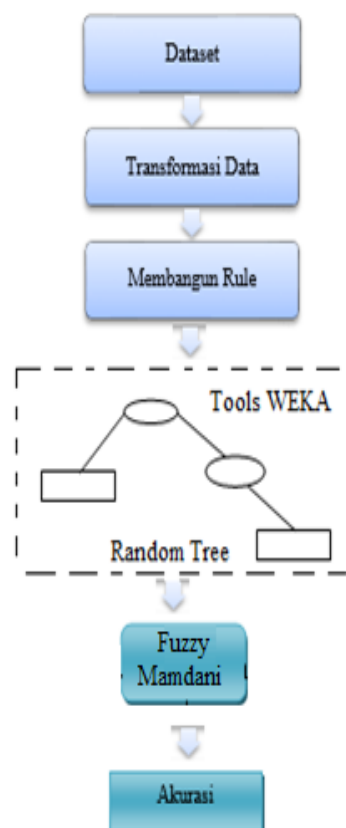 Dataset
Transformasi Data
Membangun Rule
Tools WEKA
Random Tree
Fuzzy
Mamdani
Akurasi